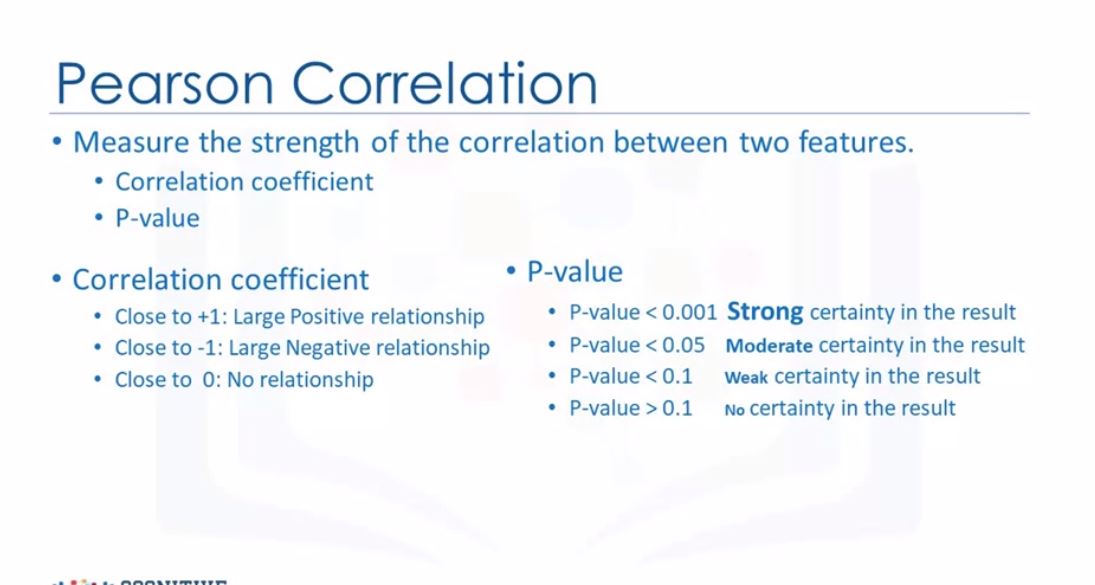 Pearson Correlation
• Measure the strength of the correlation between two features.
• Correlation coefficient
• P-value
• Correlation coefficient
• Close to +1: Large Positive relationship
• Close to -1: Large Negative relationship
• Close to 0: No relationship
• P-value
• P-value < 0.001 Strong certainty in the result
• P-value < 0.05 Moderate certainty in the result
• P-value < 0.1 Weak certainty in the result
• P-value > 0.1 No certainty in the result
COGNITIVE